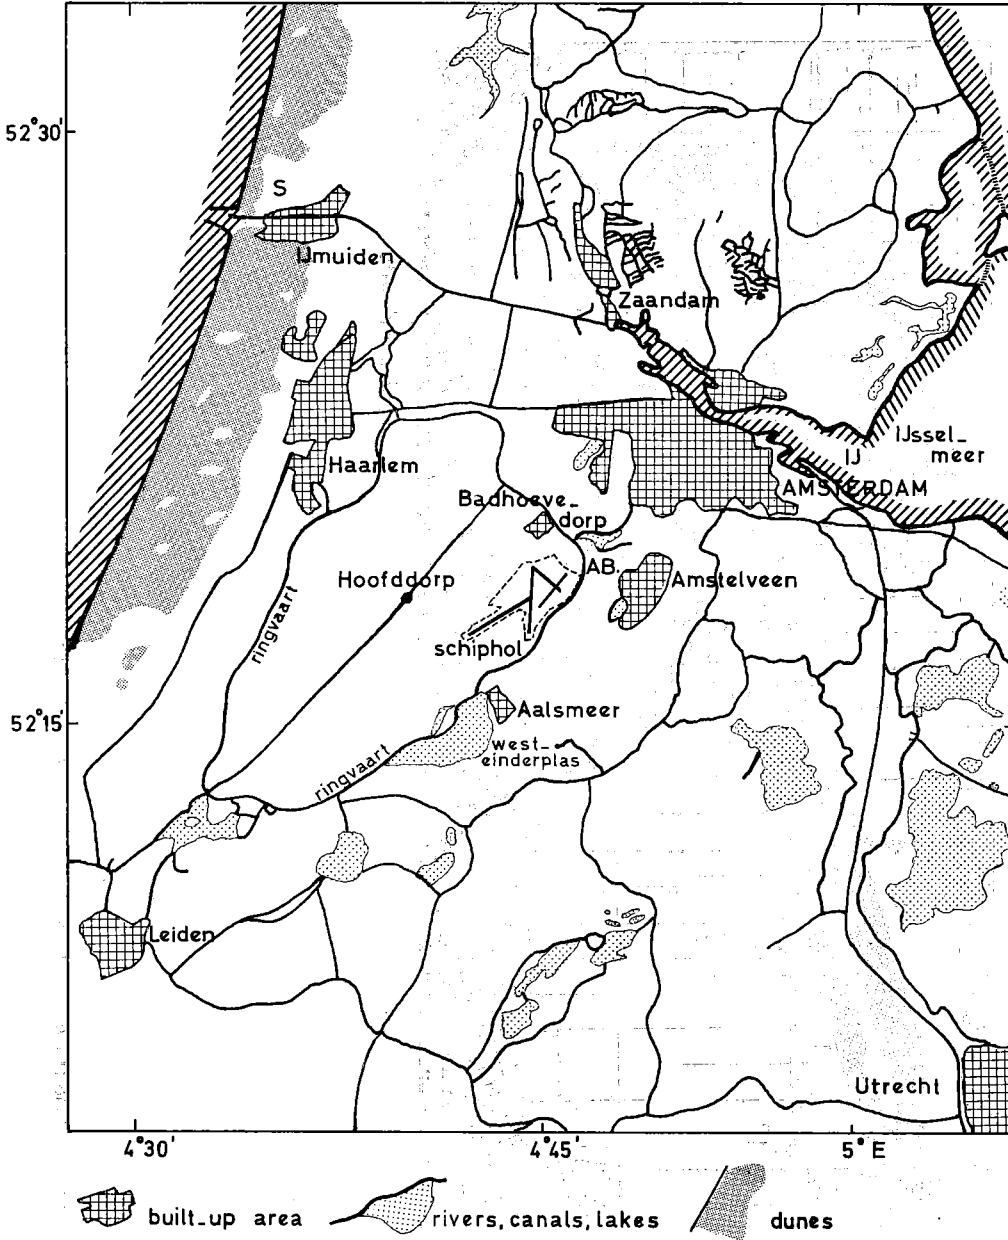 52°30'
S
IJmuiden
Zaandam
IJssel_
meer
IJ
AMSTERDAM
Haarlem
Badhoeve_
dorp
AB.
Amstelveen
Hoofddorp
ringvaart
schiphol
52°15'
Aalsmeer
west_
einderplas
ringvaart
Leiden
Utrecht
4°30'
4°45'
5° E
built_up area
rivers, canals, lakes
dunes